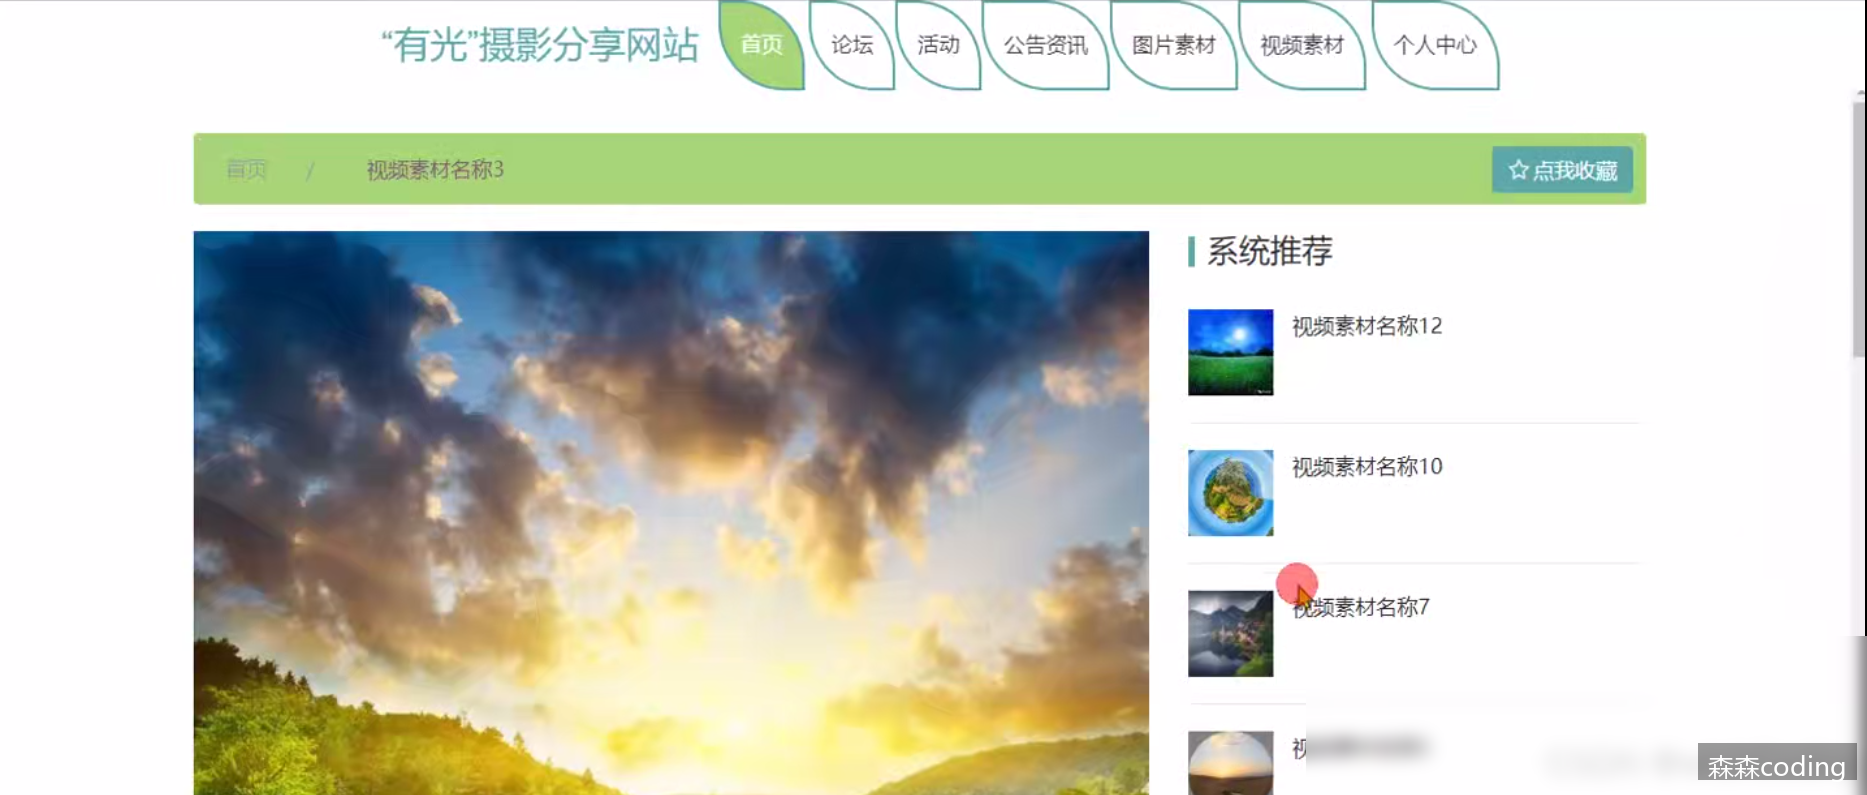 “有光”摄影分享网站
首页
论坛
活动
公告资讯
图片素材
视频素材
个人中心
首页 / 视频素材名称3
☆点我收藏
系统推荐
视频素材名称12
视频素材名称10
视频素材名称7
视
森森coding